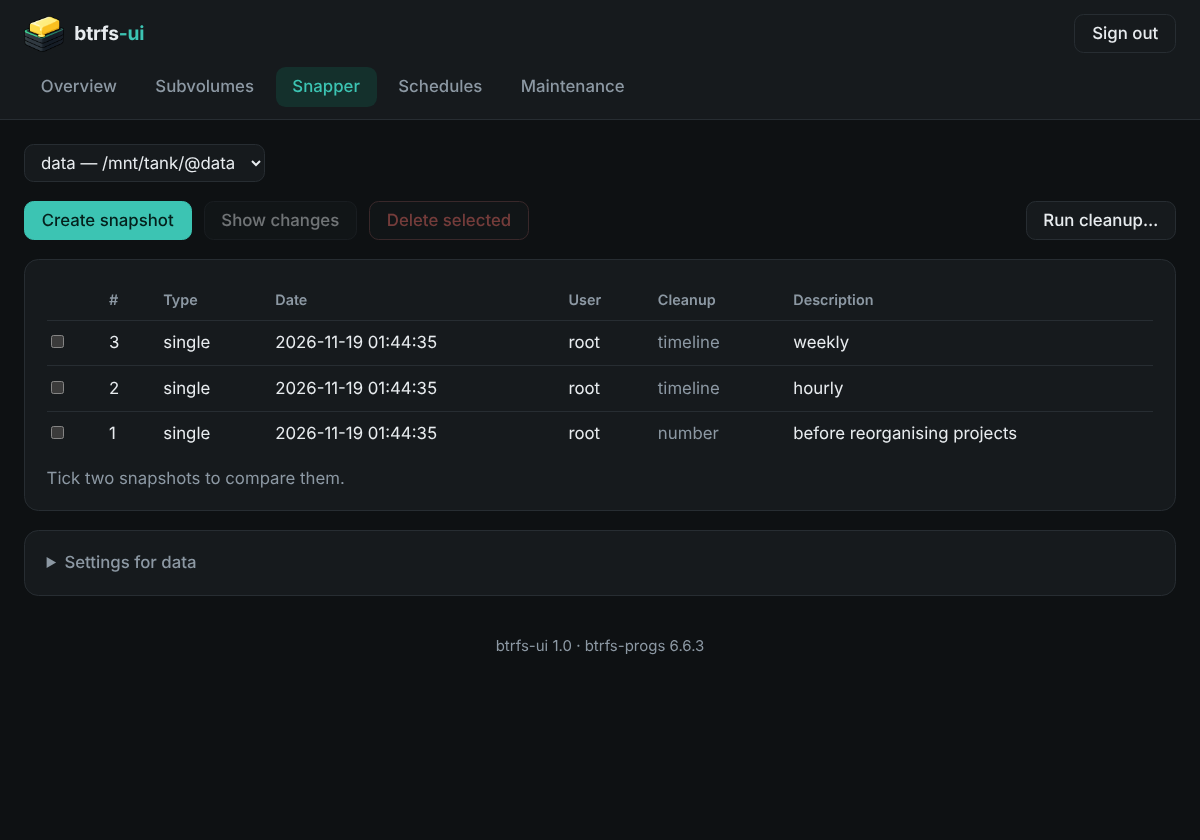 btrfs-ui
Sign out
Overview Subvolumes Snapper Schedules Maintenance
data — /mnt/tank/@data
Create snapshot Show changes Delete selected Run cleanup...
# Type Date User Cleanup Description
3 single 2026-11-19 01:44:35 root timeline weekly
2 single 2026-11-19 01:44:35 root timeline hourly
1 single 2026-11-19 01:44:35 root number before reorganising projects
Tick two snapshots to compare them.
Settings for data
btrfs-ui 1.0 · btrfs-progs 6.6.3